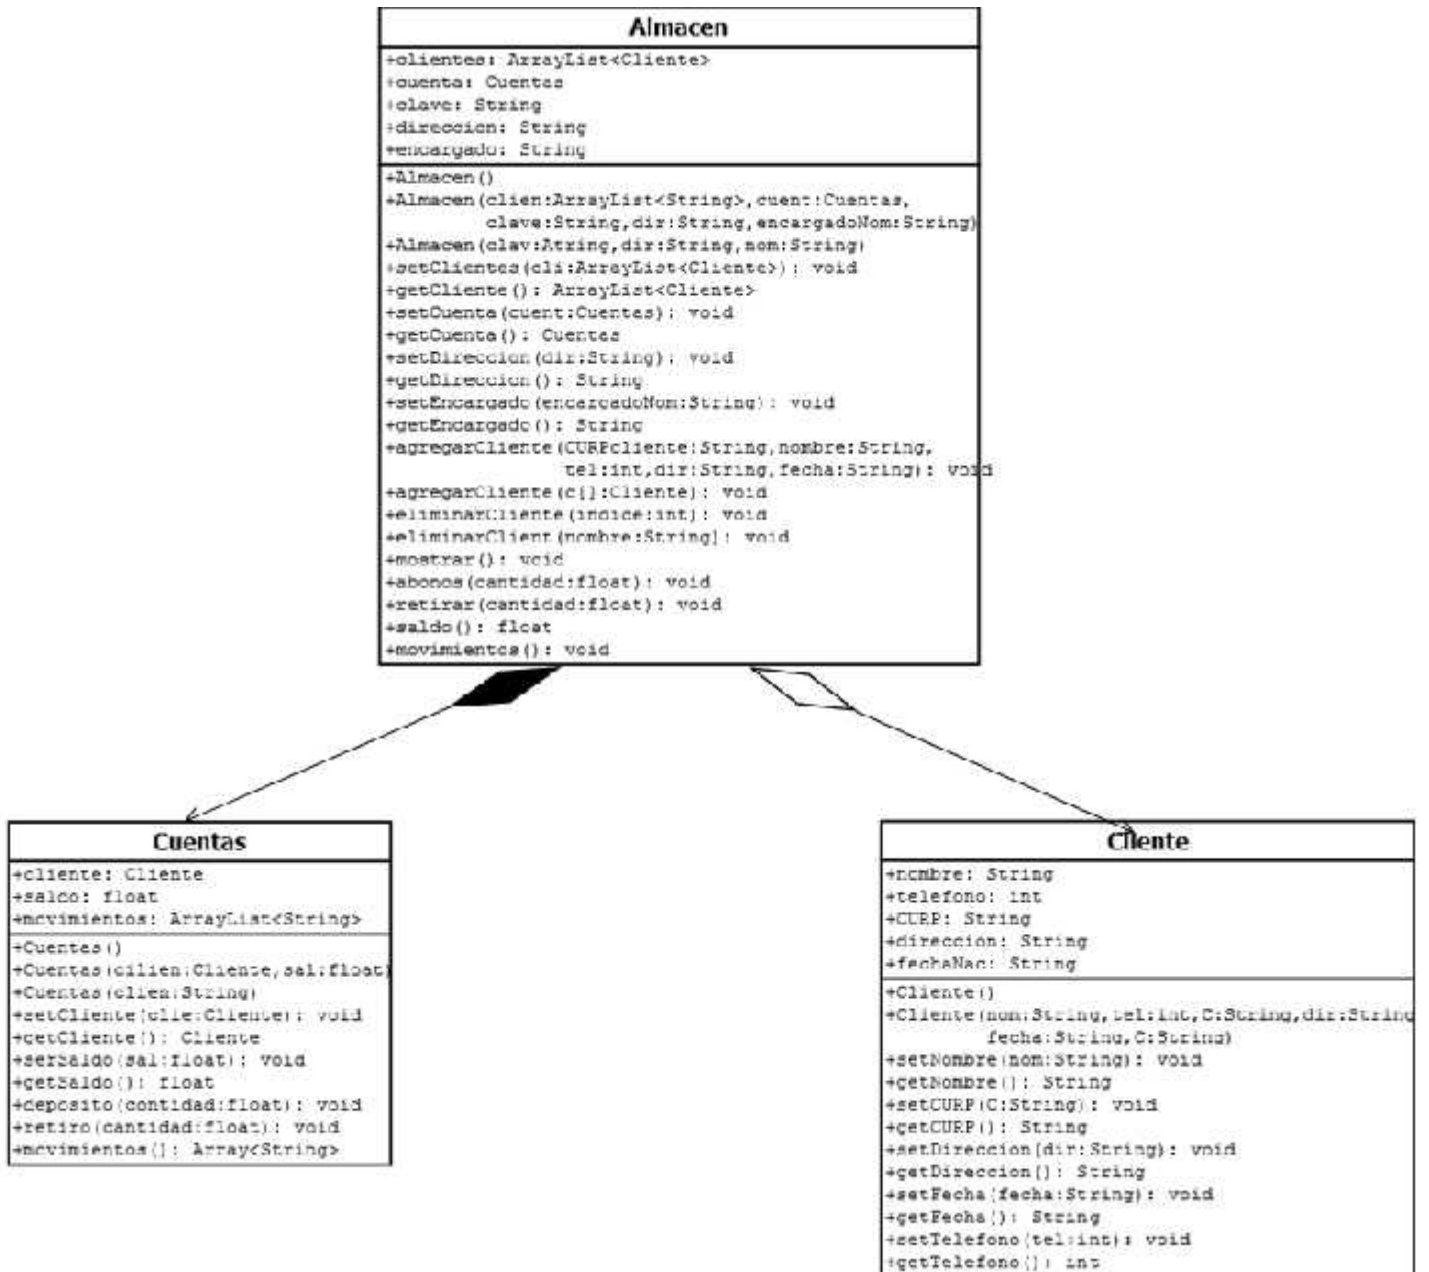 Almacen
+clientes: ArrayList<Cliente>
+cuenta: Cuentas
+clave: String
+direccion: String
+encargado: String
+Almacen()
+Almacen(clien:ArrayList<String>,cuent:Cuentas,
clave:String,dir:String,encargadoNom:String)
+Almacen(clav:Atring,dir:String,nom:String)
+setClientes(cli:ArrayList<Cliente>): void
+getCliente(): ArrayList<Cliente>
+setCuenta(cuent:Cuentas): void
+getCuenta(): Cuentas
+setDireccion(dir:String): void
+getDireccion(): String
+setEncargado(encargadoNom:String): void
+getEncargado(): String
+agregarCliente(CURPcliente:String,nombre:String,
tel:int,dir:String,fecha:String): void
+agregarCliente(c[]:Cliente): void
+eliminarCliente(indice:int): void
+eliminarClient(nombre:String): void
+mostrar(): void
+abonos(cantidad:float): void
+retirar(cantidad:float): void
+saldo(): float
+movimientos(): void
Cuentas
+cliente: Cliente
+saldo: float
+movimientos: ArrayList<String>
+Cuentas()
+Cuentas(cilien:Cliente,sal:float)
+Cuentas(clien:String)
+setCliente(clie:Cliente): void
+getCliente(): Cliente
+serSaldo(sal:float): void
+getSaldo(): float
+deposito(contidad:float): void
+retiro(cantidad:float): void
+movimientos(): Array<String>
Cliente
+nombre: String
+telefono: int
+CURP: String
+direccion: String
+fechaNac: String
+Cliente()
+Cliente(nom:String,tel:int,C:String,dir:String
fecha:String,C:String)
+setNombre(nom:String): void
+getNombre(): String
+setCURP(C:String): void
+getCURP(): String
+setDireccion(dir:String): void
+getDireccion(): String
+setFecha(fecha:String): void
+getFecha(): String
+setTelefono(tel:int): void
+getTelefono(): int